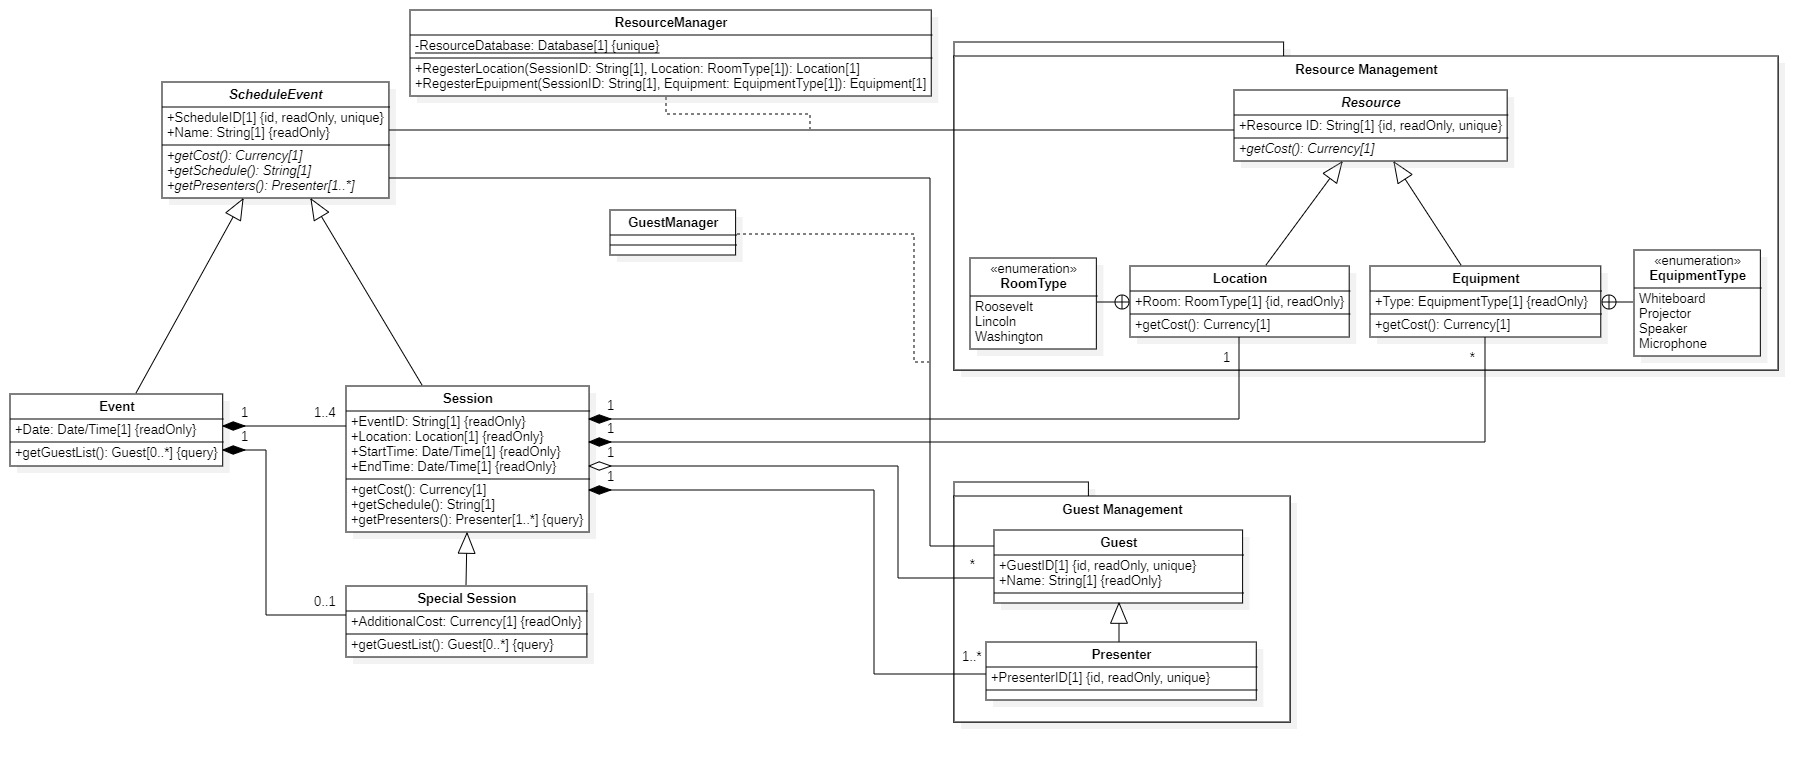 ResourceManager
-ResourceDatabase: Database[1] {unique}
+RegesterLocation(SessionID: String[1], Location: RoomType[1]): Location[1]
+RegesterEpuipment(SessionID: String[1], Equipment: EquipmentType[1]): Equipment[1]
ScheduleEvent
+ScheduleID[1] {id, readOnly, unique}
+Name: String[1] {readOnly}
+getCost(): Currency[1]
+getSchedule(): String[1]
+getPresenters(): Presenter[1..*]
Resource Management
Resource
+Resource ID: String[1] {id, readOnly, unique}
+getCost(): Currency[1]
GuestManager
«enumeration»
RoomType
Roosevelt
Lincoln
Washington
Location
+Room: RoomType[1] {id, readOnly}
+getCost(): Currency[1]
Equipment
+Type: EquipmentType[1] {readOnly}
+getCost(): Currency[1]
«enumeration»
EquipmentType
Whiteboard
Projector
Speaker
Microphone
1
*
Event
+Date: Date/Time[1] {readOnly}
+getGuestList(): Guest[0..*] {query}
1
1..4
1
0..1
Session
+EventID: String[1] {readOnly}
+Location: Location[1] {readOnly}
+StartTime: Date/Time[1] {readOnly}
+EndTime: Date/Time[1] {readOnly}
+getCost(): Currency[1]
+getSchedule(): String[1]
+getPresenters(): Presenter[1..*] {query}
1
1
1
1
Special Session
+AdditionalCost: Currency[1] {readOnly}
+getGuestList(): Guest[0..*] {query}
Guest Management
Guest
+GuestID[1] {id, readOnly, unique}
+Name: String[1] {readOnly}
*
Presenter
+PresenterID[1] {id, readOnly, unique}
1..*